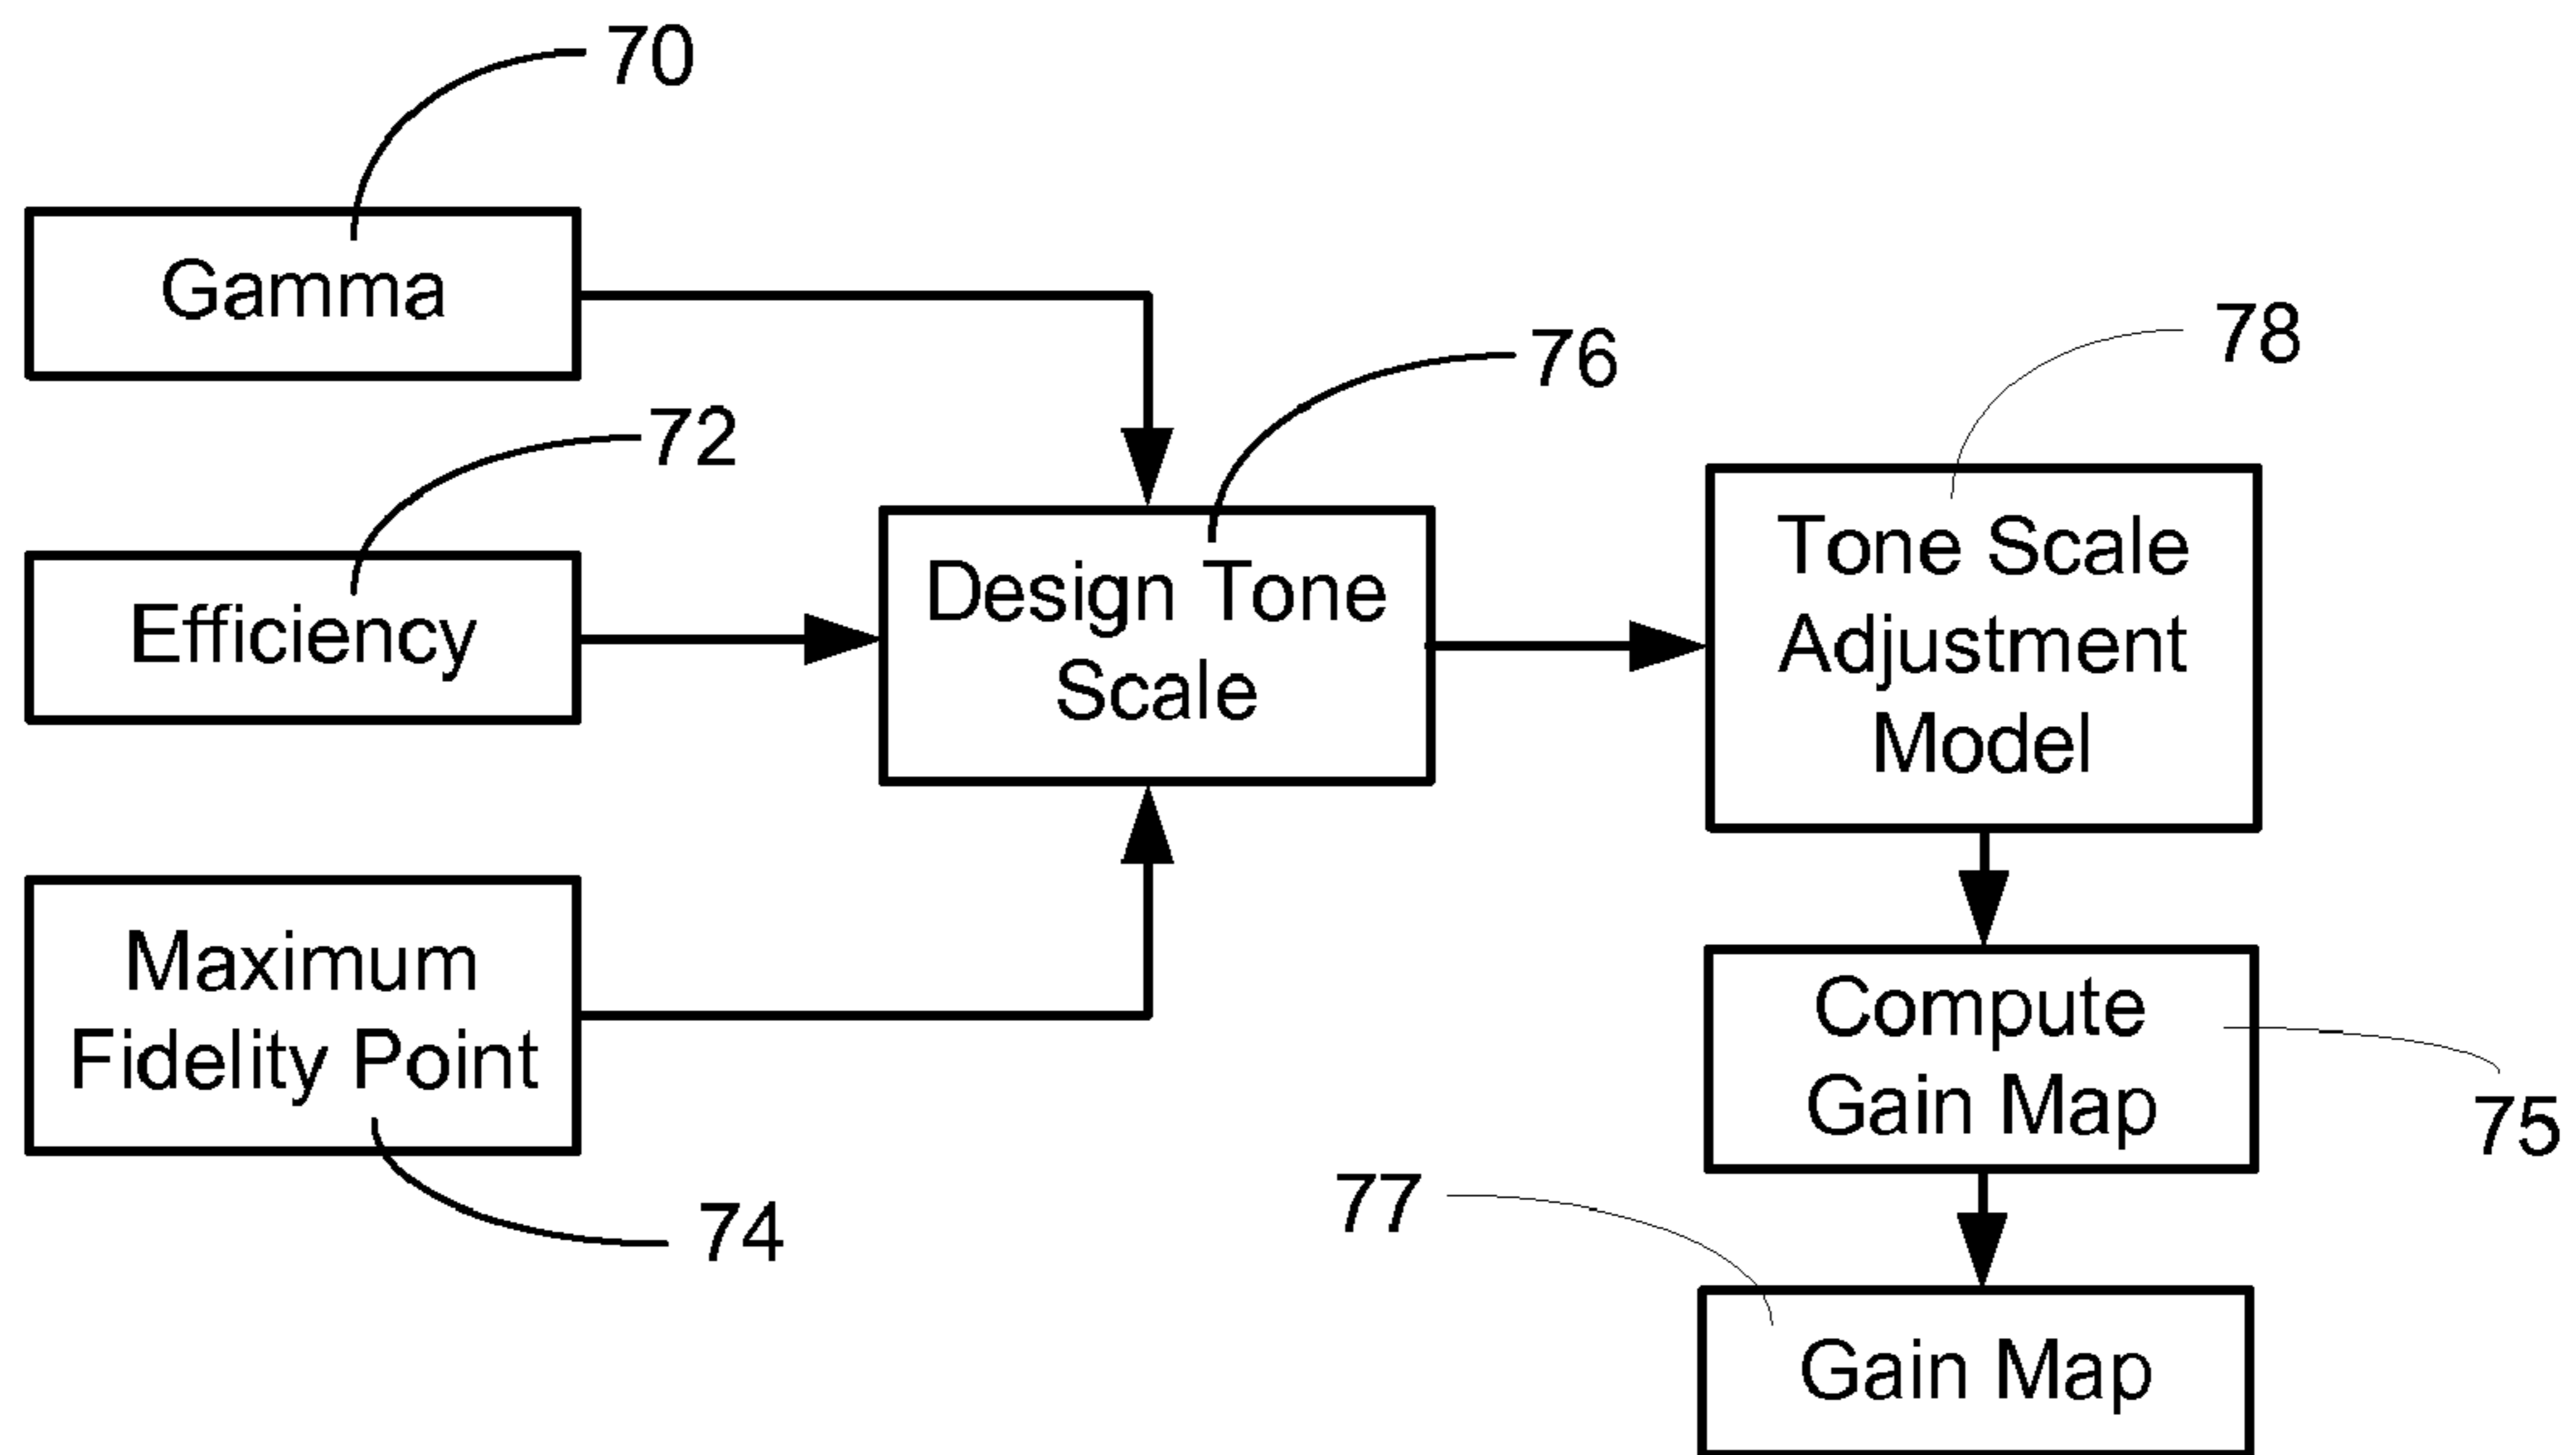 70
Gamma
72
Efficiency
Maximum
Fidelity Point
74
76
Design Tone
Scale
78
Tone Scale
Adjustment
Model
Compute
Gain Map
75
77
Gain Map